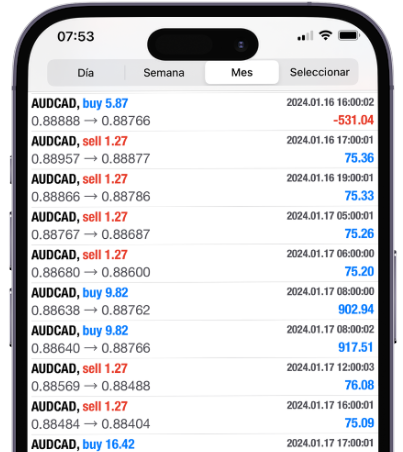 07:53
Día Semana Mes Seleccionar
AUDCAD, buy 5.87 2024.01.16 16:00:02
0.88888 → 0.88766 -531.04
AUDCAD, sell 1.27 2024.01.16 17:00:01
0.88957 → 0.88877 75.36
AUDCAD, sell 1.27 2024.01.16 19:00:01
0.88866 → 0.88786 75.33
AUDCAD, sell 1.27 2024.01.17 05:00:01
0.88767 → 0.88687 75.26
AUDCAD, sell 1.27 2024.01.17 06:00:00
0.88680 → 0.88600 75.20
AUDCAD, buy 9.82 2024.01.17 08:00:00
0.88638 → 0.88762 902.94
AUDCAD, buy 9.82 2024.01.17 08:00:02
0.88640 → 0.88766 917.51
AUDCAD, sell 1.27 2024.01.17 12:00:03
0.88569 → 0.88488 76.08
AUDCAD, sell 1.27 2024.01.17 16:00:01
0.88484 → 0.88404 75.09
AUDCAD, buy 16.42 2024.01.17 17:00:01